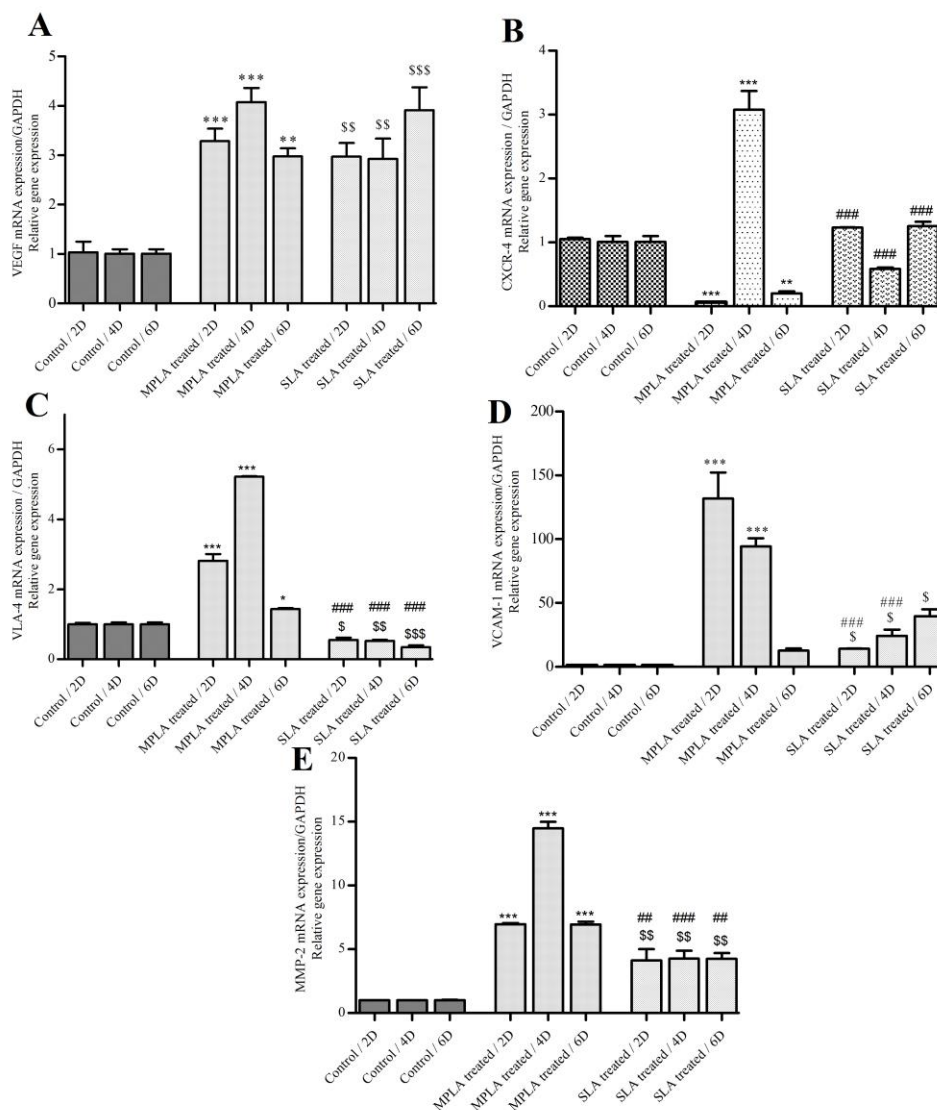 A
VEGF mRNA expression/GAPDH
Relative gene expression
5
4
3
2
1
0
***
***
**
$$
$$
$$$
Control / 2D
Control / 4D
Control / 6D
MPLA treated / 2D
MPLA treated / 4D
MPLA treated / 6D
SLA treated / 2D
SLA treated / 4D
SLA treated / 6D
B
CXCR-4 mRNA expression / GAPDH
Relative gene expression
4
3
2
1
0
***
***
**
###
###
###
Control / 2D
Control / 4D
Control / 6D
MPLA treated / 2D
MPLA treated / 4D
MPLA treated / 6D
SLA treated / 2D
SLA treated / 4D
SLA treated / 6D
C
VLA-4 mRNA expression / GAPDH
Relative gene expression
6
4
2
0
***
***
*
### ### ###
$ $$ $$$
Control / 2D
Control / 4D
Control / 6D
MPLA treated / 2D
MPLA treated / 4D
MPLA treated / 6D
SLA treated / 2D
SLA treated / 4D
SLA treated / 6D
D
VCAM-1 mRNA expression/GAPDH
Relative gene expression
200
150
100
50
0
***
***
###
$
###
$
$
Control / 2D
Control / 4D
Control / 6D
MPLA treated / 2D
MPLA treated / 4D
MPLA treated / 6D
SLA treated / 2D
SLA treated / 4D
SLA treated / 6D
E
MMP-2 mRNA expression/GAPDH
Relative gene expression
20
15
10
5
0
***
***
***
## ### ##
$$ $$ $$
Control / 2D
Control / 4D
Control / 6D
MPLA treated / 2D
MPLA treated / 4D
MPLA treated / 6D
SLA treated / 2D
SLA treated / 4D
SLA treated / 6D